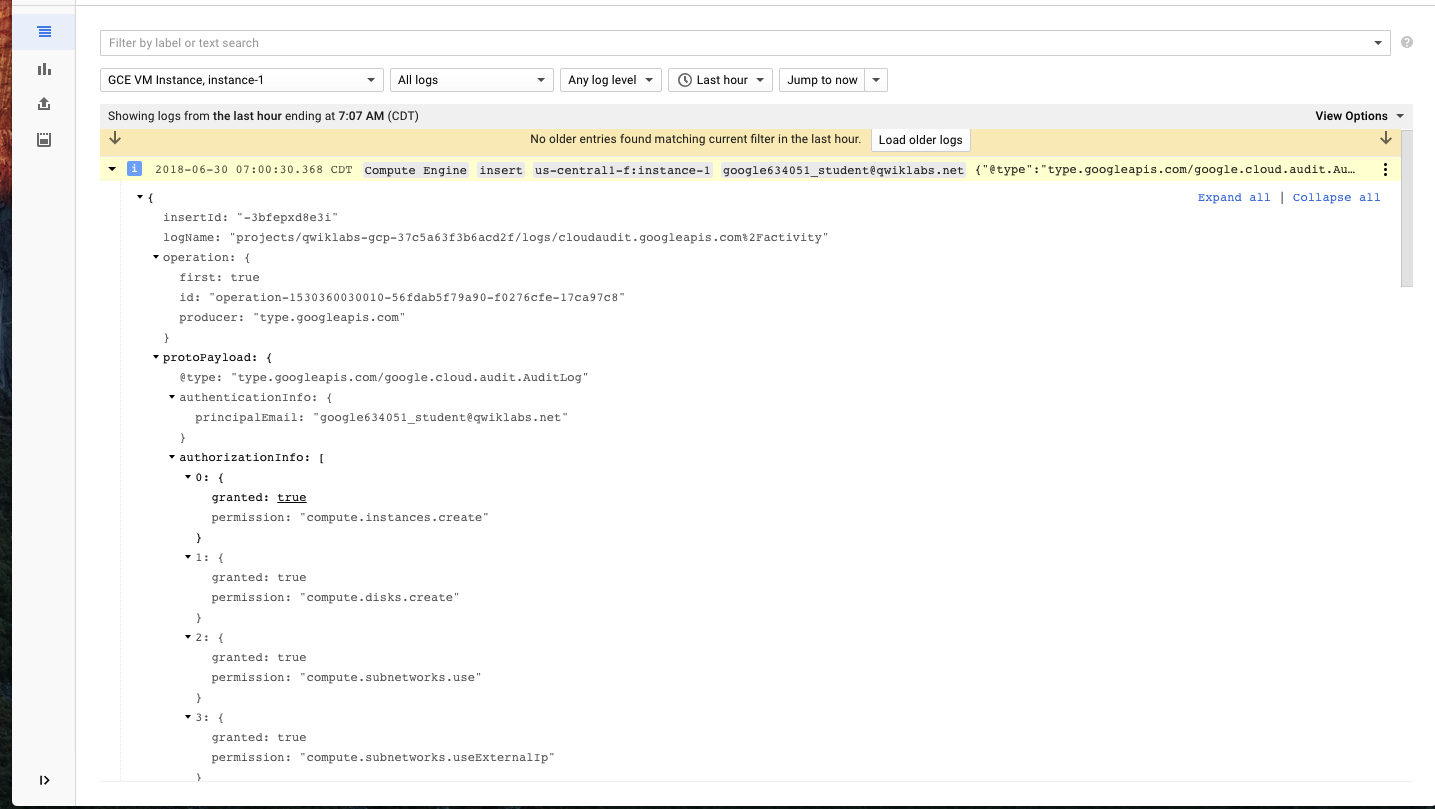 Filter by label or text search
GCE VM Instance, instance-1 All logs Any log level Last hour Jump to now
Showing logs from the last hour ending at 7:07 AM (CDT) View Options
No older entries found matching current filter in the last hour. Load older logs
i 2018-06-30 07:00:30.368 CDT Compute Engine insert us-central1-f:instance-1 google634051_student@qwiklabs.net {"@type":"type.googleapis.com/google.cloud.audit.Au…
{ Expand all | Collapse all
insertId: "-3bfepxd8e3i"
logName: "projects/qwiklabs-gcp-37c5a63f3b6acd2f/logs/cloudaudit.googleapis.com%2Factivity"
operation: {
first: true
id: "operation-1530360030010-56fdab5f79a90-f0276cfe-17ca97c8"
producer: "type.googleapis.com"
}
protoPayload: {
@type: "type.googleapis.com/google.cloud.audit.AuditLog"
authenticationInfo: {
principalEmail: "google634051_student@qwiklabs.net"
}
authorizationInfo: [
0: {
granted: true
permission: "compute.instances.create"
}
1: {
granted: true
permission: "compute.disks.create"
}
2: {
granted: true
permission: "compute.subnetworks.use"
}
3: {
granted: true
permission: "compute.subnetworks.useExternalIp"
}